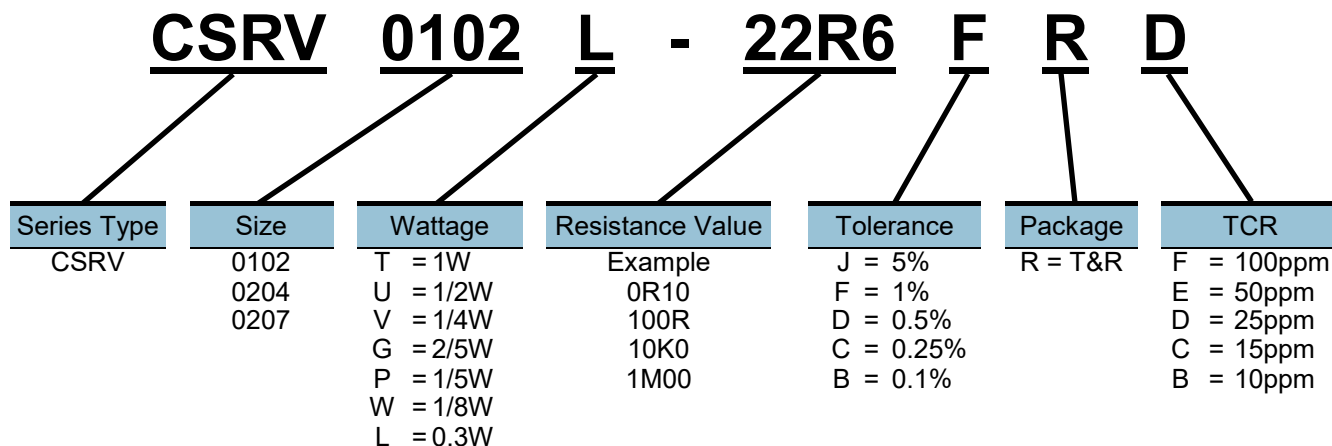 CSRV 0102 L - 22R6 F R D
Series Type Size Wattage Resistance Value Tolerance Package TCR
CSRV 0102 T = 1W Example J = 5% R = T&R F = 100ppm
0204 U = 1/2W 0R10 F = 1% E = 50ppm
0207 V = 1/4W 100R D = 0.5% D = 25ppm
G = 2/5W 10K0 C = 0.25% C = 15ppm
P = 1/5W 1M00 B = 0.1% B = 10ppm
W = 1/8W
L = 0.3W